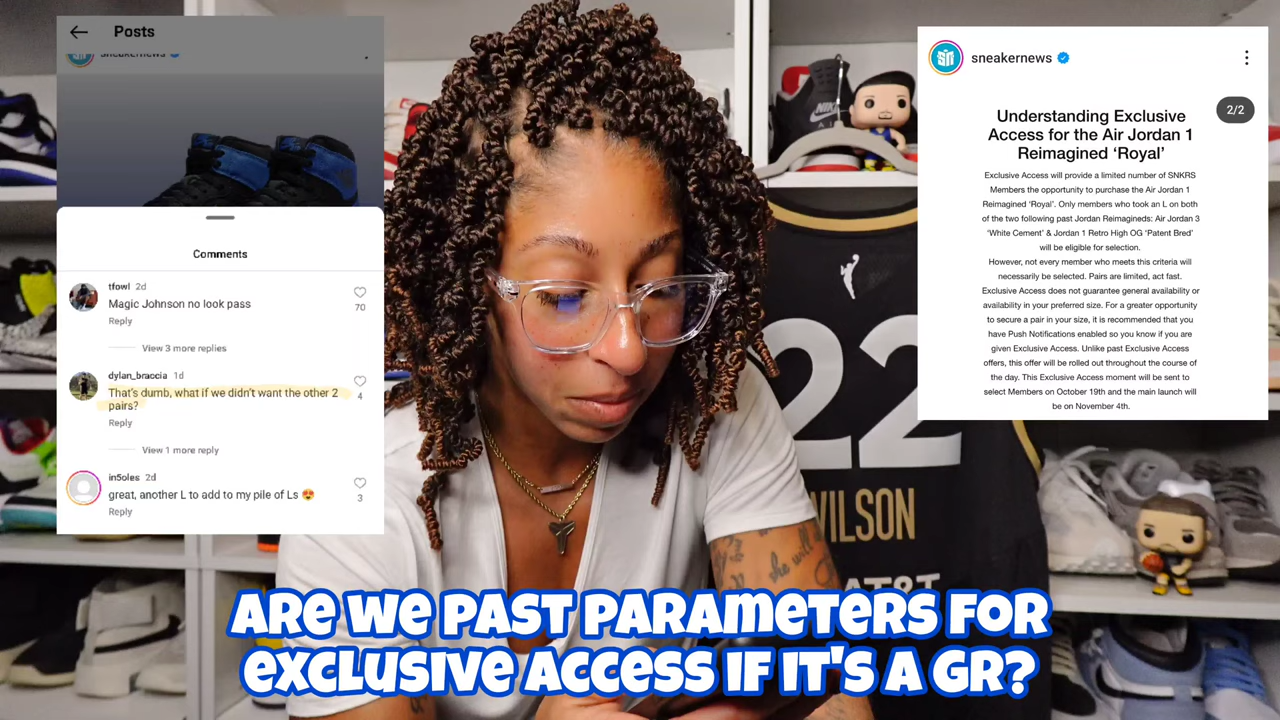 Posts
sneakernews
Comments
tfowl 2d
Magic Johnson no look pass
70
Reply
View 3 more replies
dylan_braccia 1d
That's dumb, what if we didn't want the other 2
pairs?
4
Reply
View 1 more reply
in5oles 2d
great, another L to add to my pile of Ls 😍
3
Reply
NIKE
AIR
sn
sneakernews
2/2
Understanding Exclusive
Access for the Air Jordan 1
Reimagined ‘Royal’
Exclusive Access will provide a limited number of SNKRS
Members the opportunity to purchase the Air Jordan 1
Reimagined ‘Royal’. Only members who took an L on both
of the two following past Jordan Reimagineds: Air Jordan 3
‘White Cement’ & Jordan 1 Retro High OG ‘Patent Bred’
will be eligible for selection.
However, not every member who meets this criteria will
necessarily be selected. Pairs are limited, act fast.
Exclusive Access does not guarantee general availability or
availability in your preferred size. For a greater opportunity
to secure a pair in your size, it is recommended that you
have Push Notifications enabled so you know if you are
given Exclusive Access. Unlike past Exclusive Access
offers, this offer will be rolled out throughout the course of
the day. This Exclusive Access moment will be sent to
select Members on October 19th and the main launch will
be on November 4th.
22
WILSON
AT&T
she will
ARE WE PAST PARAMETERS FOR
EXCLUSIVE ACCESS IF IT'S A GR?